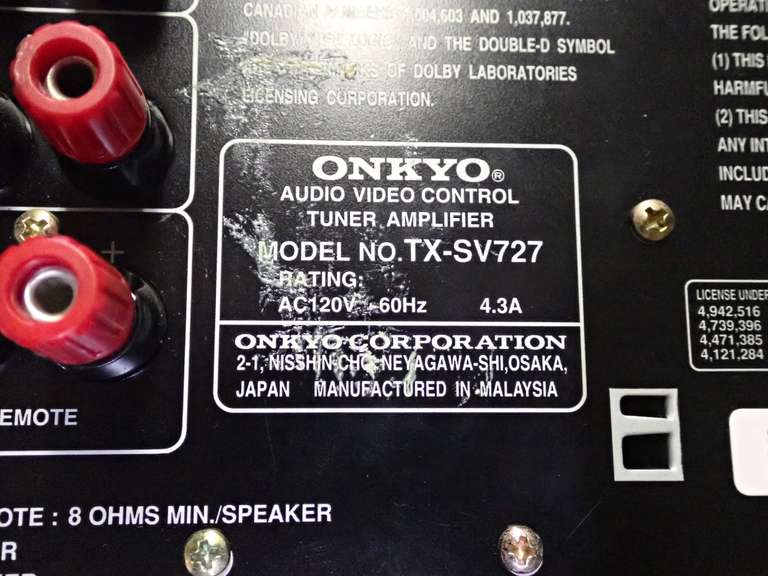 CANADIAN NUMBERS 1,004,603 AND 1,037,877.
AND THE DOUBLE-D SYMBOL
OF DOLBY LABORATORIES
LICENSING CORPORATION.
ONKYO®
AUDIO VIDEO CONTROL
TUNER AMPLIFIER
MODEL NO. TX-SV727
RATING:
AC120V ~60Hz 4.3A
ONKYO CORPORATION
2-1, NISSHIN-CHO, NEYAGAWA-SHI, OSAKA,
JAPAN MANUFACTURED IN MALAYSIA
OPERATI
THE FOL
(1) THIS
HARMFU
(2) THIS
ANY INT
INCLUD
MAY CA
LICENSE UNDER
4,942,516
4,739,396
4,471,385
4,121,284
+
EMOTE
OTE : 8 OHMS MIN./SPEAKER
R